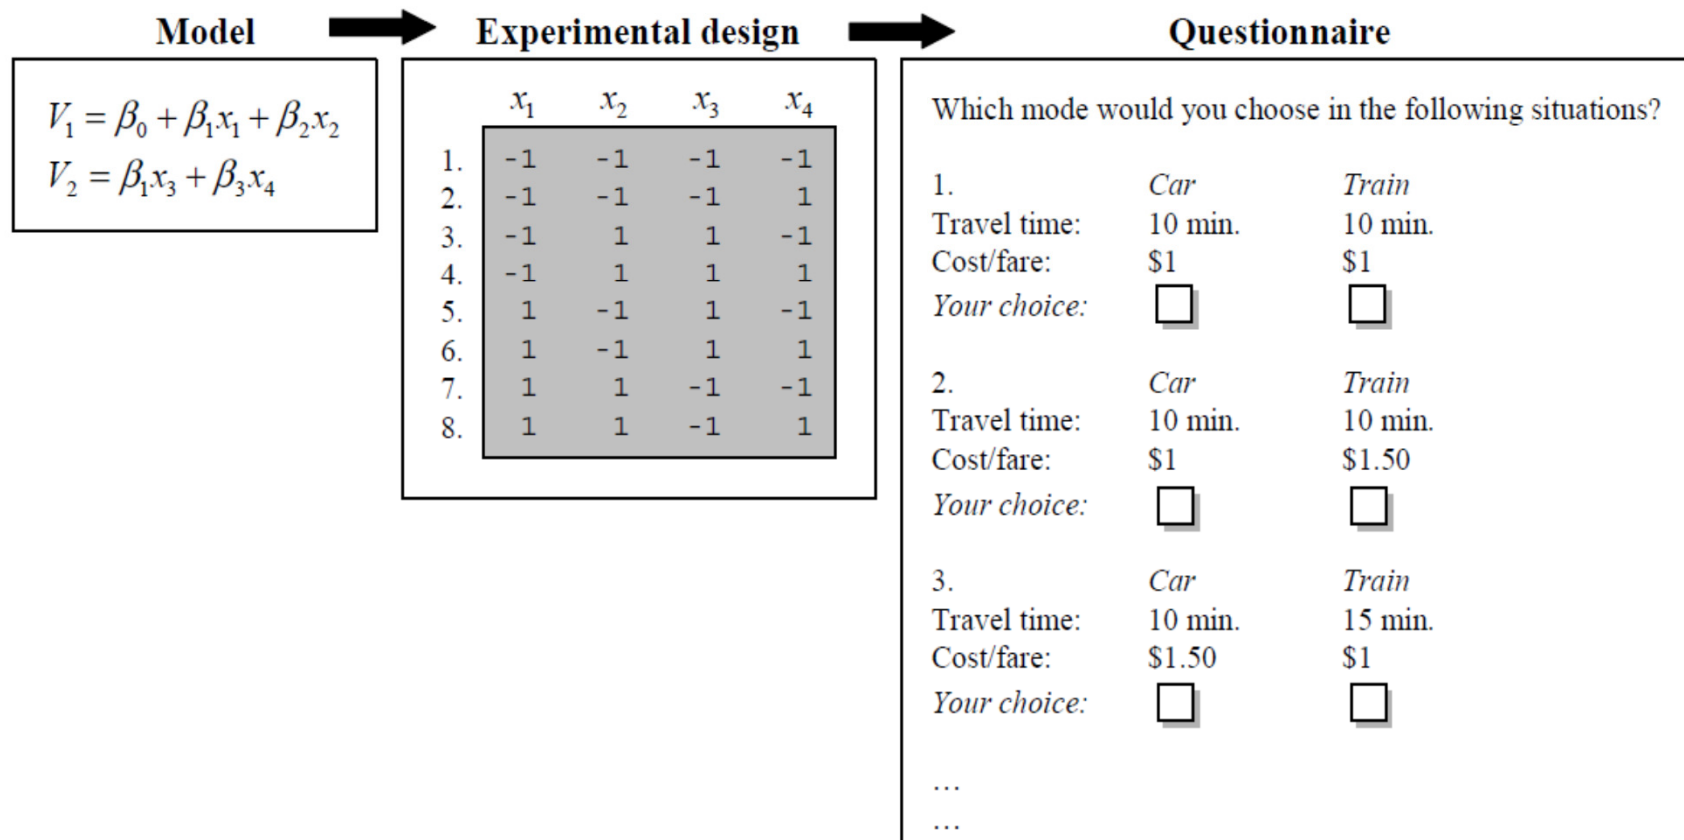 Model
Experimental design
Questionnaire
V₁ = β₀ + β₁x₁ + β₂x₂
V₂ = β₁x₃ + β₃x₄
x₁ x₂ x₃ x₄
1. -1 -1 -1 -1
2. -1 -1 -1 1
3. -1 1 1 -1
4. -1 1 1 1
5. 1 -1 1 -1
6. 1 -1 1 1
7. 1 1 -1 -1
8. 1 1 -1 1
Which mode would you choose in the following situations?
1. Car Train
Travel time: 10 min. 10 min.
Cost/fare: $1 $1
Your choice:
2. Car Train
Travel time: 10 min. 10 min.
Cost/fare: $1 $1.50
Your choice:
3. Car Train
Travel time: 10 min. 15 min.
Cost/fare: $1.50 $1
Your choice:
…
…